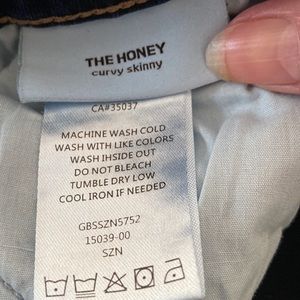 THE HONEY
curvy skinny
CA#35037
MACHINE WASH COLD
WASH WITH LIKE COLORS
WASH INSIDE OUT
DO NOT BLEACH
TUMBLE DRY LOW
COOL IRON IF NEEDED
GBSSZN5752
15039-00
SZN